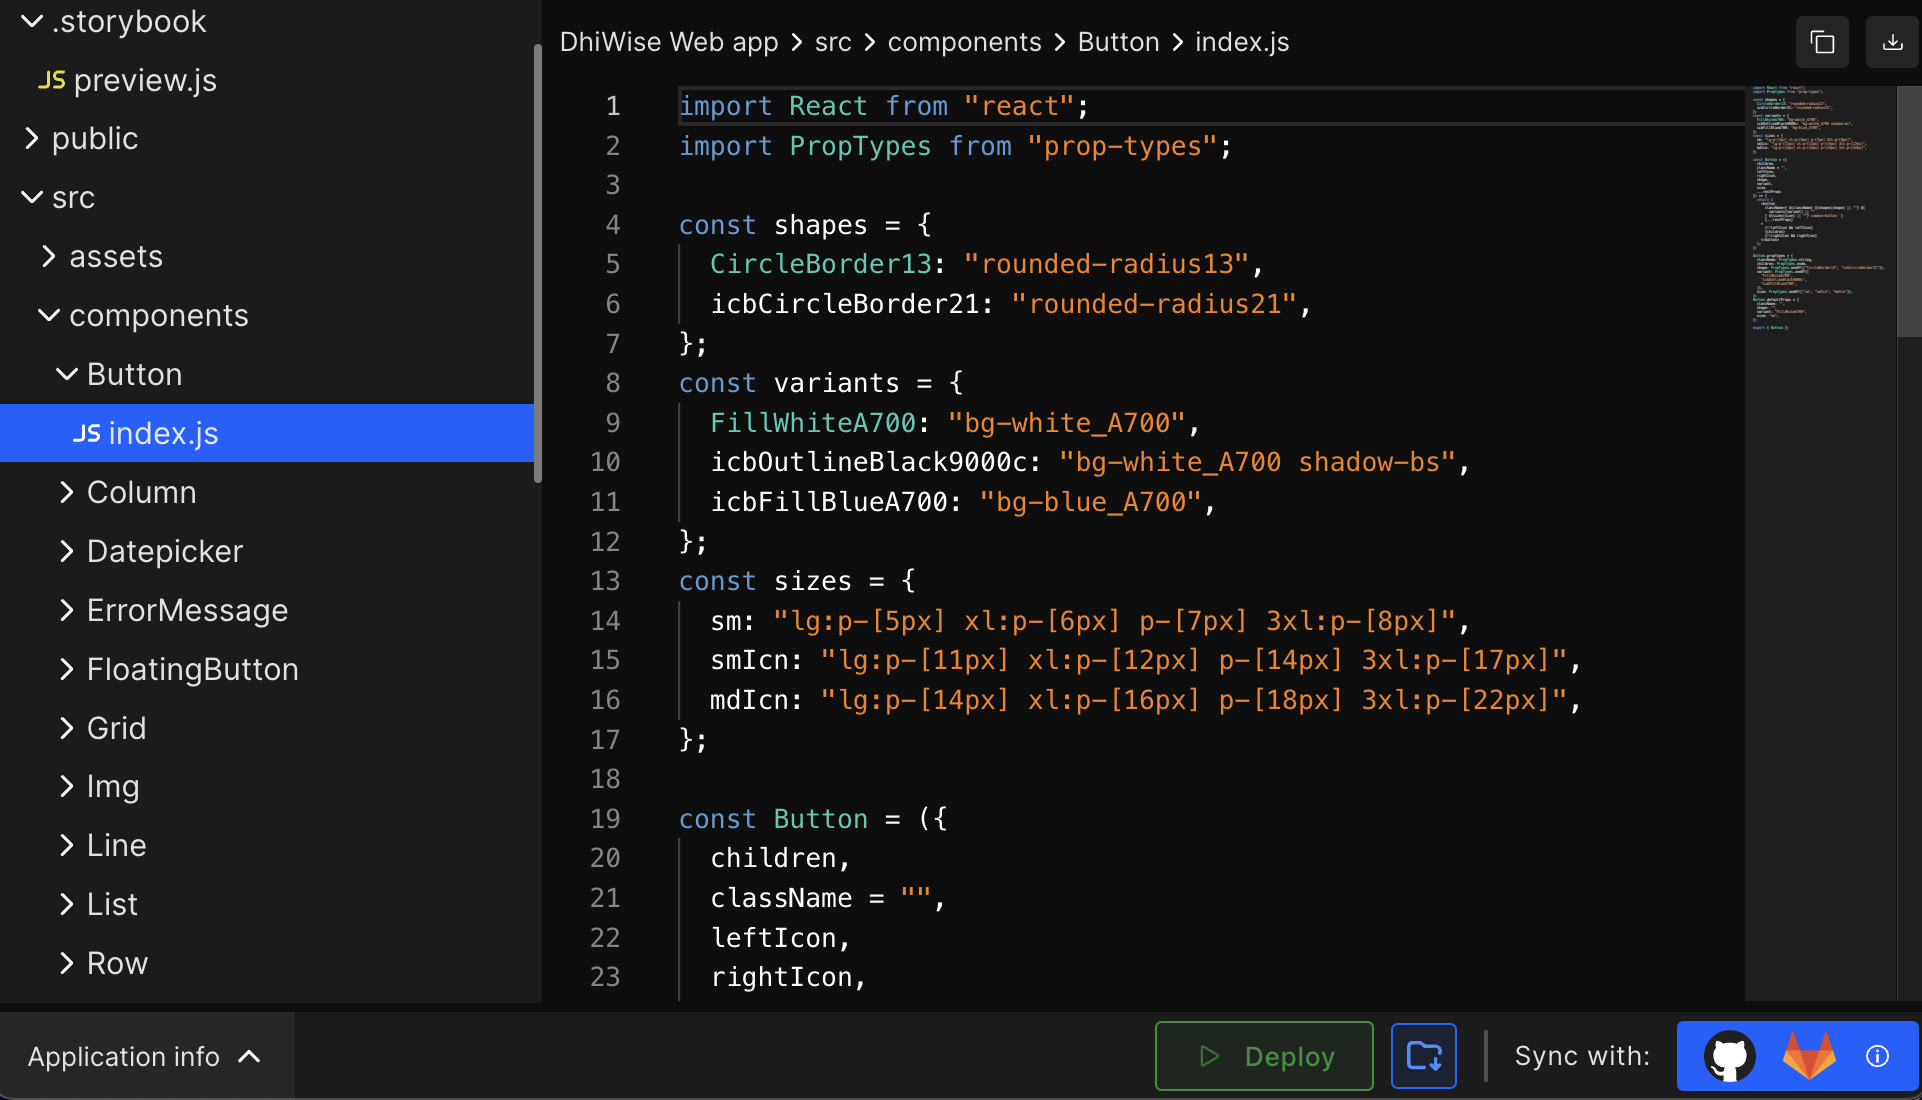 .storybook
JS preview.js
public
src
assets
components
Button
JS index.js
Column
Datepicker
ErrorMessage
FloatingButton
Grid
Img
Line
List
Row
Application info
DhiWise Web app > src > components > Button > index.js
1 import React from "react";
2 import PropTypes from "prop-types";
3
4 const shapes = {
5 CircleBorder13: "rounded-radius13",
6 icbCircleBorder21: "rounded-radius21",
7 };
8 const variants = {
9 FillWhiteA700: "bg-white_A700",
10 icbOutlineBlack9000c: "bg-white_A700 shadow-bs",
11 icbFillBlueA700: "bg-blue_A700",
12 };
13 const sizes = {
14 sm: "lg:p-[5px] xl:p-[6px] p-[7px] 3xl:p-[8px]",
15 smIcn: "lg:p-[11px] xl:p-[12px] p-[14px] 3xl:p-[17px]",
16 mdIcn: "lg:p-[14px] xl:p-[16px] p-[18px] 3xl:p-[22px]",
17 };
18
19 const Button = ({
20 children,
21 className = "",
22 leftIcon,
23 rightIcon,
Deploy
Sync with: